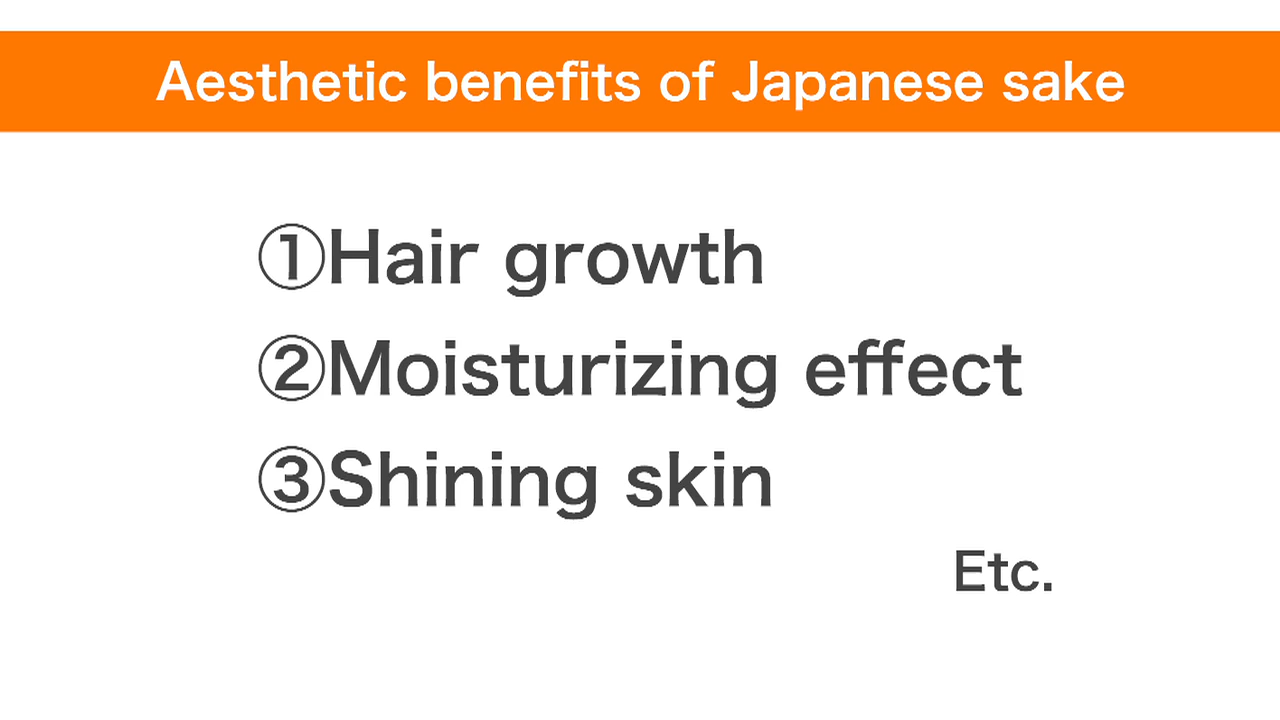 Aesthetic benefits of Japanese sake
①Hair growth
②Moisturizing effect
③Shining skin
Etc.